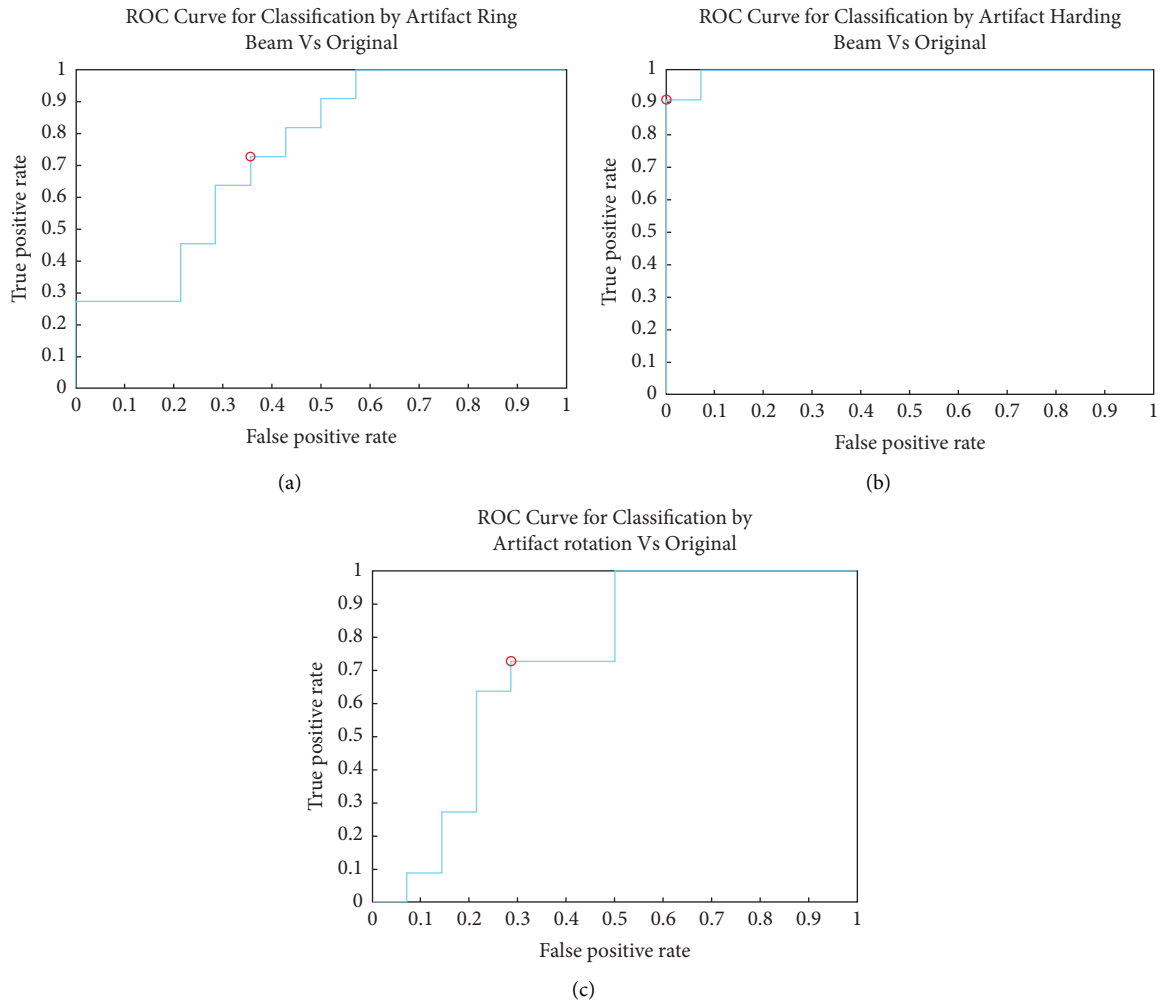 ROC Curve for Classification by Artifact Ring
Beam Vs Original
1
0.9
0.8
0.7
0.6
0.5
0.4
0.3
0.2
0.1
0
True positive rate
0 0.1 0.2 0.3 0.4 0.5 0.6 0.7 0.8 0.9 1
False positive rate
(a)
ROC Curve for Classification by Artifact Harding
Beam Vs Original
1
0.9
0.8
0.7
0.6
0.5
0.4
0.3
0.2
0.1
0
True positive rate
0 0.1 0.2 0.3 0.4 0.5 0.6 0.7 0.8 0.9 1
False positive rate
(b)
ROC Curve for Classification by
Artifact rotation Vs Original
1
0.9
0.8
0.7
0.6
0.5
0.4
0.3
0.2
0.1
0
True positive rate
0 0.1 0.2 0.3 0.4 0.5 0.6 0.7 0.8 0.9 1
False positive rate
(c)